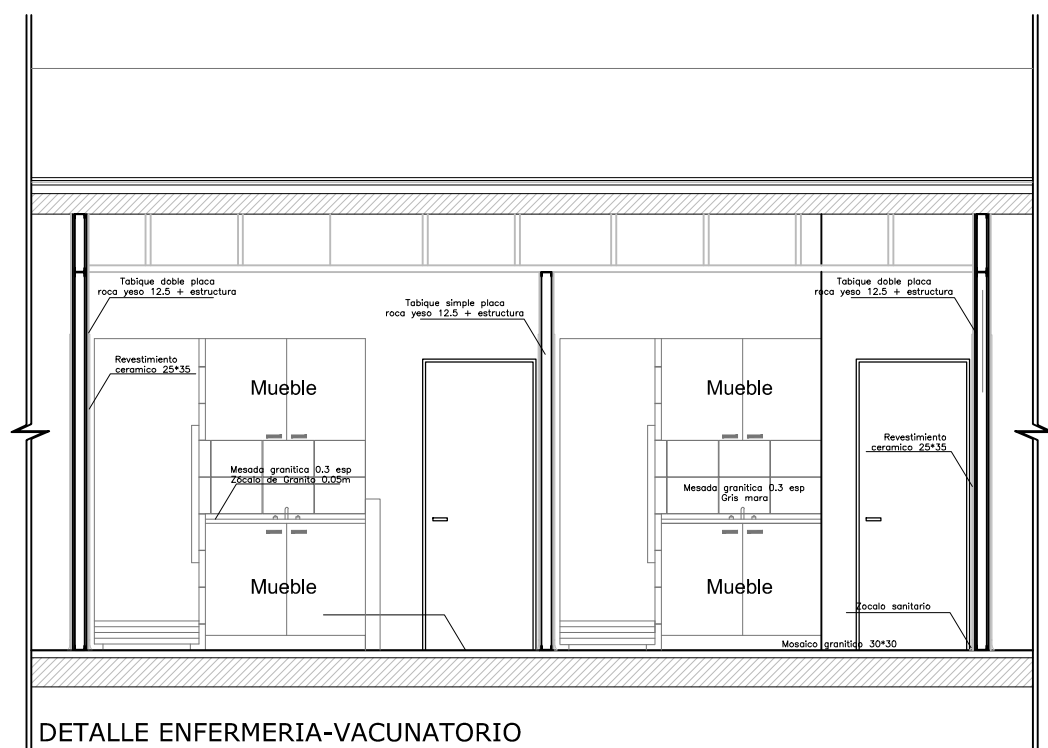 Tabique doble placa
roca yeso 12.5 + estructura
Tabique simple placa
roca yeso 12.5 + estructura
Tabique doble placa
roca yeso 12.5 + estructura
Revestimiento
ceramico 25*35
Mueble
Mueble
Revestimiento
ceramico 25*35
Mesada granitica 0.3 esp
Zócalo de Granito 0.05m
Mesada granitica 0.3 esp
Gris mara
Mueble
Mueble
Zocalo sanitario
Mosaico granitico 30*30
DETALLE ENFERMERIA-VACUNATORIO